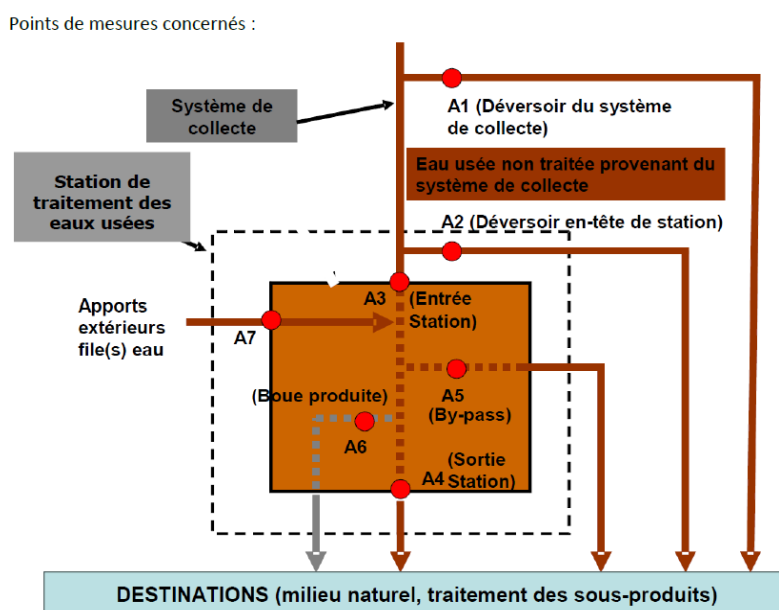 Points de mesures concernés :
Système de
collecte
A1 (Déversoir du système
de collecte)
Eau usée non traitée provenant du
système de collecte
Station de
traitement des
eaux usées
A2 (Déversoir en-tête de station)
A3
(Entrée
Station)
Apports
extérieurs
file(s) eau
A7
(Boue produite)
A5
(By-pass)
A6
(Sortie
Station)
A4
DESTINATIONS (milieu naturel, traitement des sous-produits)